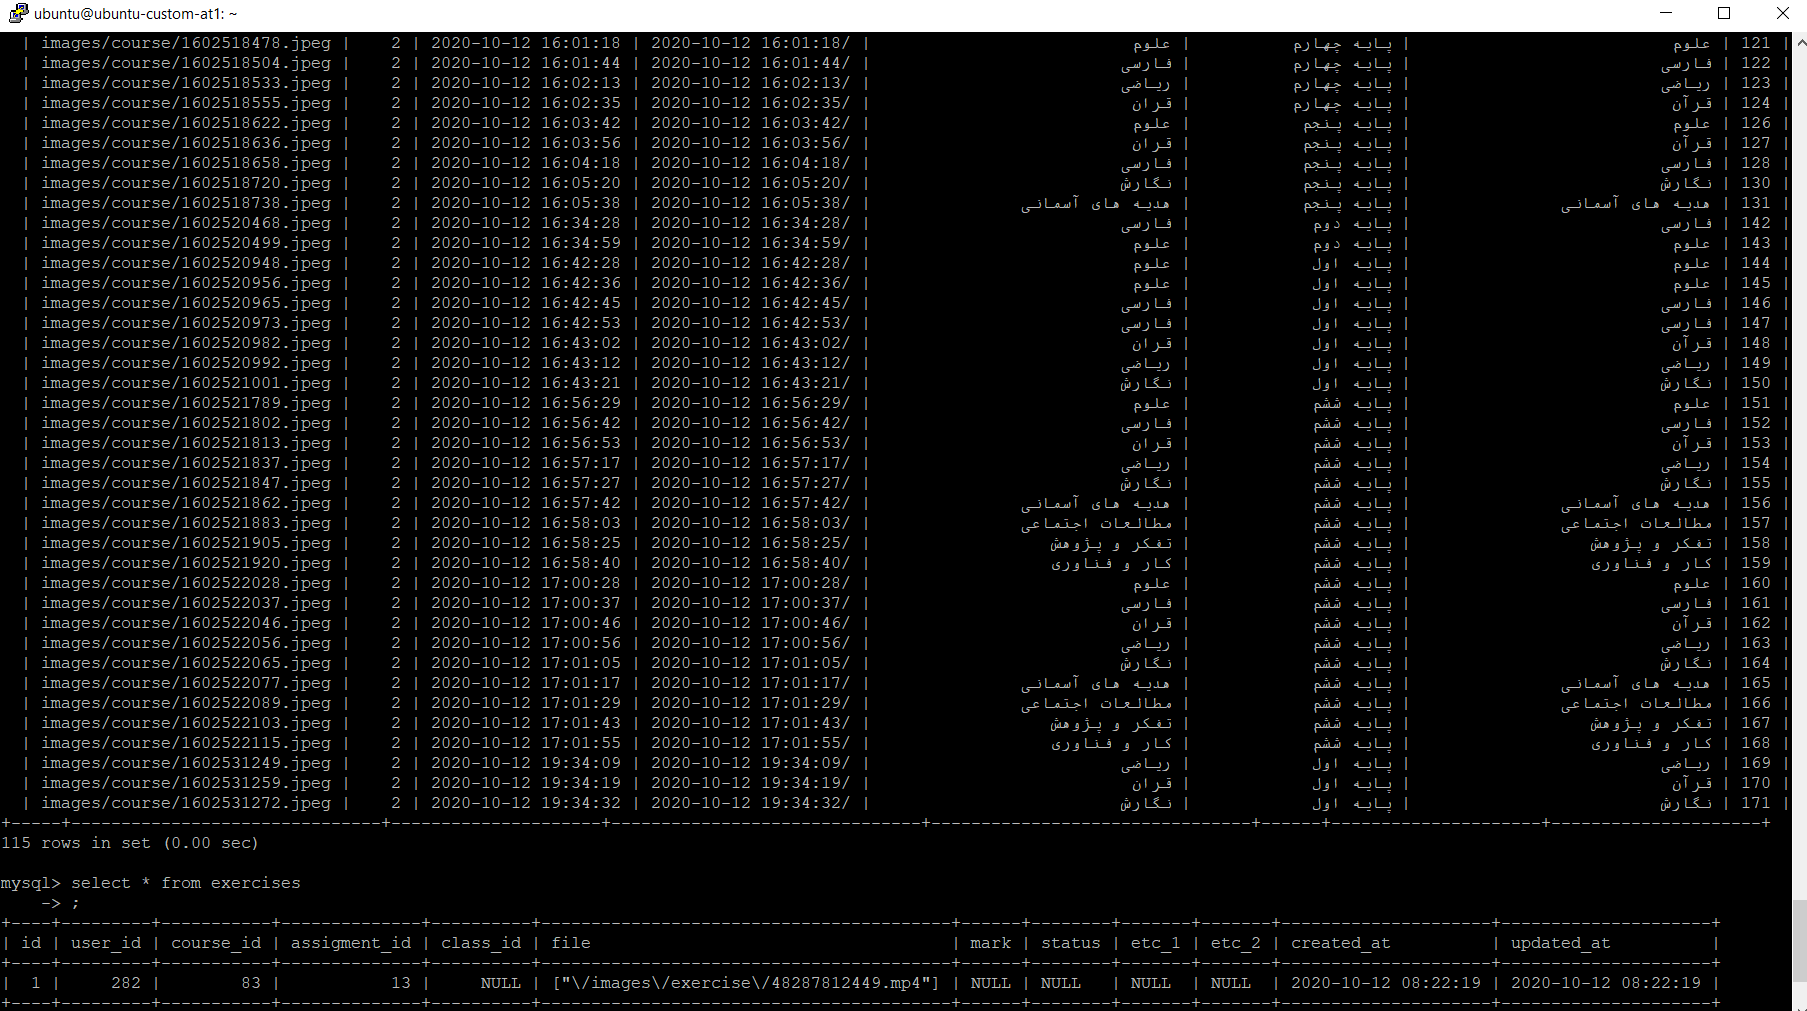 ubuntu@ubuntu-custom-at1: ~
| images/course/1602518478.jpeg | 2 | 2020-10-12 16:01:18 | 2020-10-12 16:01:18/ | علوم | پایه چهارم | علوم | 121 |
| images/course/1602518504.jpeg | 2 | 2020-10-12 16:01:44 | 2020-10-12 16:01:44/ | فارسی | پایه چهارم | فارسی | 122 |
| images/course/1602518533.jpeg | 2 | 2020-10-12 16:02:13 | 2020-10-12 16:02:13/ | ریاضی | پایه چهارم | ریاضی | 123 |
| images/course/1602518555.jpeg | 2 | 2020-10-12 16:02:35 | 2020-10-12 16:02:35/ | قران | پایه چهارم | قرآن | 124 |
| images/course/1602518622.jpeg | 2 | 2020-10-12 16:03:42 | 2020-10-12 16:03:42/ | علوم | پایه پنجم | علوم | 126 |
| images/course/1602518636.jpeg | 2 | 2020-10-12 16:03:56 | 2020-10-12 16:03:56/ | قران | پایه پنجم | قرآن | 127 |
| images/course/1602518658.jpeg | 2 | 2020-10-12 16:04:18 | 2020-10-12 16:04:18/ | فارسی | پایه پنجم | فارسی | 128 |
| images/course/1602518720.jpeg | 2 | 2020-10-12 16:05:20 | 2020-10-12 16:05:20/ | نگارش | پایه پنجم | نگارش | 130 |
| images/course/1602518738.jpeg | 2 | 2020-10-12 16:05:38 | 2020-10-12 16:05:38/ | هدیه های آسمانی | پایه پنجم | هدیه های آسمانی | 131 |
| images/course/1602520468.jpeg | 2 | 2020-10-12 16:34:28 | 2020-10-12 16:34:28/ | فارسی | پایه دوم | فارسی | 142 |
| images/course/1602520499.jpeg | 2 | 2020-10-12 16:34:59 | 2020-10-12 16:34:59/ | علوم | پایه دوم | علوم | 143 |
| images/course/1602520948.jpeg | 2 | 2020-10-12 16:42:28 | 2020-10-12 16:42:28/ | علوم | پایه اول | علوم | 144 |
| images/course/1602520956.jpeg | 2 | 2020-10-12 16:42:36 | 2020-10-12 16:42:36/ | علوم | پایه اول | علوم | 145 |
| images/course/1602520965.jpeg | 2 | 2020-10-12 16:42:45 | 2020-10-12 16:42:45/ | فارسی | پایه اول | فارسی | 146 |
| images/course/1602520973.jpeg | 2 | 2020-10-12 16:42:53 | 2020-10-12 16:42:53/ | فارسی | پایه اول | فارسی | 147 |
| images/course/1602520982.jpeg | 2 | 2020-10-12 16:43:02 | 2020-10-12 16:43:02/ | قران | پایه اول | قرآن | 148 |
| images/course/1602520992.jpeg | 2 | 2020-10-12 16:43:12 | 2020-10-12 16:43:12/ | ریاضی | پایه اول | ریاضی | 149 |
| images/course/1602521001.jpeg | 2 | 2020-10-12 16:43:21 | 2020-10-12 16:43:21/ | نگارش | پایه اول | نگارش | 150 |
| images/course/1602521789.jpeg | 2 | 2020-10-12 16:56:29 | 2020-10-12 16:56:29/ | علوم | پایه ششم | علوم | 151 |
| images/course/1602521802.jpeg | 2 | 2020-10-12 16:56:42 | 2020-10-12 16:56:42/ | فارسی | پایه ششم | فارسی | 152 |
| images/course/1602521813.jpeg | 2 | 2020-10-12 16:56:53 | 2020-10-12 16:56:53/ | قران | پایه ششم | قرآن | 153 |
| images/course/1602521837.jpeg | 2 | 2020-10-12 16:57:17 | 2020-10-12 16:57:17/ | ریاضی | پایه ششم | ریاضی | 154 |
| images/course/1602521847.jpeg | 2 | 2020-10-12 16:57:27 | 2020-10-12 16:57:27/ | نگارش | پایه ششم | نگارش | 155 |
| images/course/1602521862.jpeg | 2 | 2020-10-12 16:57:42 | 2020-10-12 16:57:42/ | هدیه های آسمانی | پایه ششم | هدیه های آسمانی | 156 |
| images/course/1602521883.jpeg | 2 | 2020-10-12 16:58:03 | 2020-10-12 16:58:03/ | مطالعات اجتماعی | پایه ششم | مطالعات اجتماعی | 157 |
| images/course/1602521905.jpeg | 2 | 2020-10-12 16:58:25 | 2020-10-12 16:58:25/ | تفکر و پژوهش | پایه ششم | تفکر و پژوهش | 158 |
| images/course/1602521920.jpeg | 2 | 2020-10-12 16:58:40 | 2020-10-12 16:58:40/ | کار و فناوری | پایه ششم | کار و فناوری | 159 |
| images/course/1602522028.jpeg | 2 | 2020-10-12 17:00:28 | 2020-10-12 17:00:28/ | علوم | پایه ششم | علوم | 160 |
| images/course/1602522037.jpeg | 2 | 2020-10-12 17:00:37 | 2020-10-12 17:00:37/ | فارسی | پایه ششم | فارسی | 161 |
| images/course/1602522046.jpeg | 2 | 2020-10-12 17:00:46 | 2020-10-12 17:00:46/ | قران | پایه ششم | قرآن | 162 |
| images/course/1602522056.jpeg | 2 | 2020-10-12 17:00:56 | 2020-10-12 17:00:56/ | ریاضی | پایه ششم | ریاضی | 163 |
| images/course/1602522065.jpeg | 2 | 2020-10-12 17:01:05 | 2020-10-12 17:01:05/ | نگارش | پایه ششم | نگارش | 164 |
| images/course/1602522077.jpeg | 2 | 2020-10-12 17:01:17 | 2020-10-12 17:01:17/ | هدیه های آسمانی | پایه ششم | هدیه های آسمانی | 165 |
| images/course/1602522089.jpeg | 2 | 2020-10-12 17:01:29 | 2020-10-12 17:01:29/ | مطالعات اجتماعی | پایه ششم | مطالعات اجتماعی | 166 |
| images/course/1602522103.jpeg | 2 | 2020-10-12 17:01:43 | 2020-10-12 17:01:43/ | تفکر و پژوهش | پایه ششم | تفکر و پژوهش | 167 |
| images/course/1602522115.jpeg | 2 | 2020-10-12 17:01:55 | 2020-10-12 17:01:55/ | کار و فناوری | پایه ششم | کار و فناوری | 168 |
| images/course/1602531249.jpeg | 2 | 2020-10-12 19:34:09 | 2020-10-12 19:34:09/ | ریاضی | پایه اول | ریاضی | 169 |
| images/course/1602531259.jpeg | 2 | 2020-10-12 19:34:19 | 2020-10-12 19:34:19/ | قران | پایه اول | قرآن | 170 |
| images/course/1602531272.jpeg | 2 | 2020-10-12 19:34:32 | 2020-10-12 19:34:32/ | نگارش | پایه اول | نگارش | 171 |
115 rows in set (0.00 sec)
mysql> select * from exercises
-> ;
| id | user_id | course_id | assigment_id | class_id | file | mark | status | etc_1 | etc_2 | created_at | updated_at |
| 1 | 282 | 83 | 13 | NULL | ["\/images\/exercise\/48287812449.mp4"] | NULL | NULL | NULL | NULL | 2020-10-12 08:22:19 | 2020-10-12 08:22:19 |